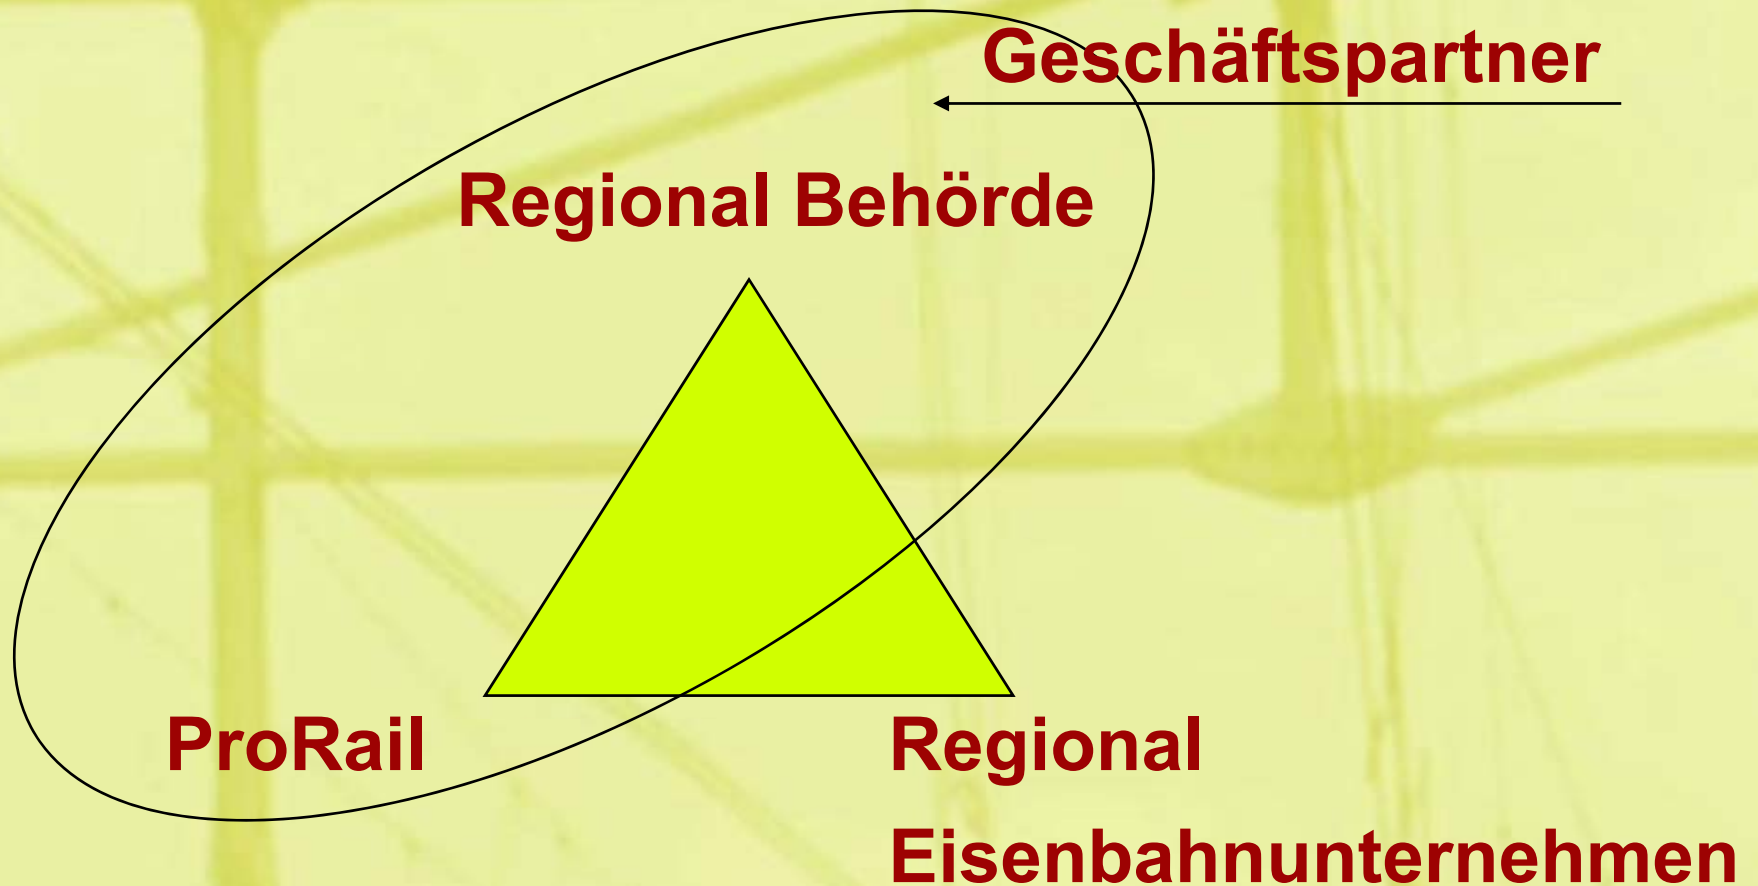 Geschäftspartner
Regional Behörde
ProRail
Regional
Eisenbahnunternehmen